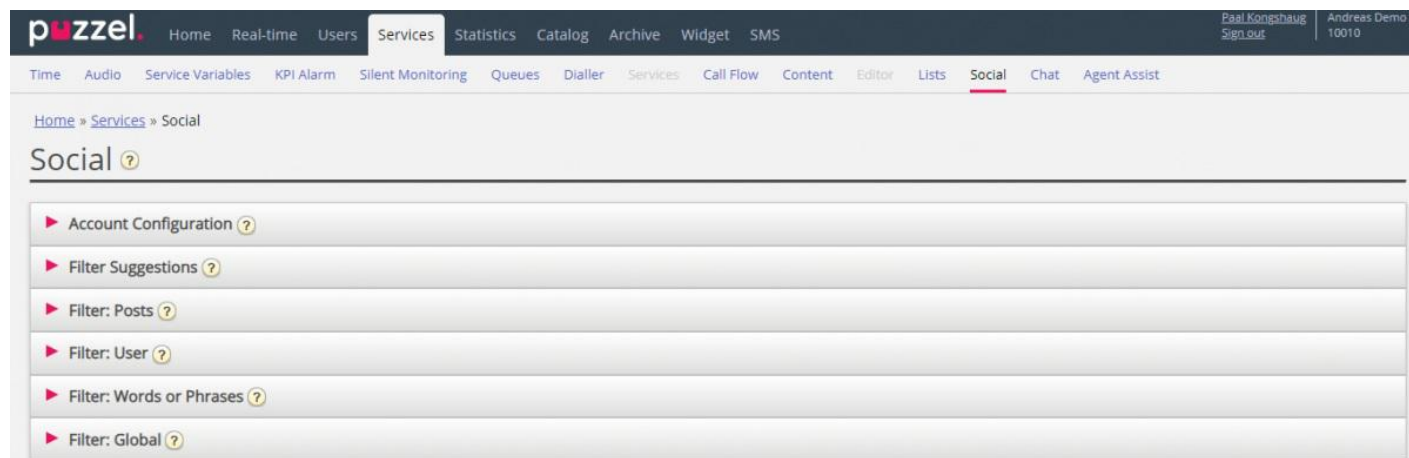 puzzel. Home Real-time Users Services Statistics Catalog Archive Widget SMS
Paal Kongshaug Andreas Demo
Sign out 10010
Time Audio Service Variables KPI Alarm Silent Monitoring Queues Dialler Services Call Flow Content Editor Lists Social Chat Agent Assist
Home » Services » Social
Social ?
Account Configuration ?
Filter Suggestions ?
Filter: Posts ?
Filter: User ?
Filter: Words or Phrases ?
Filter: Global ?